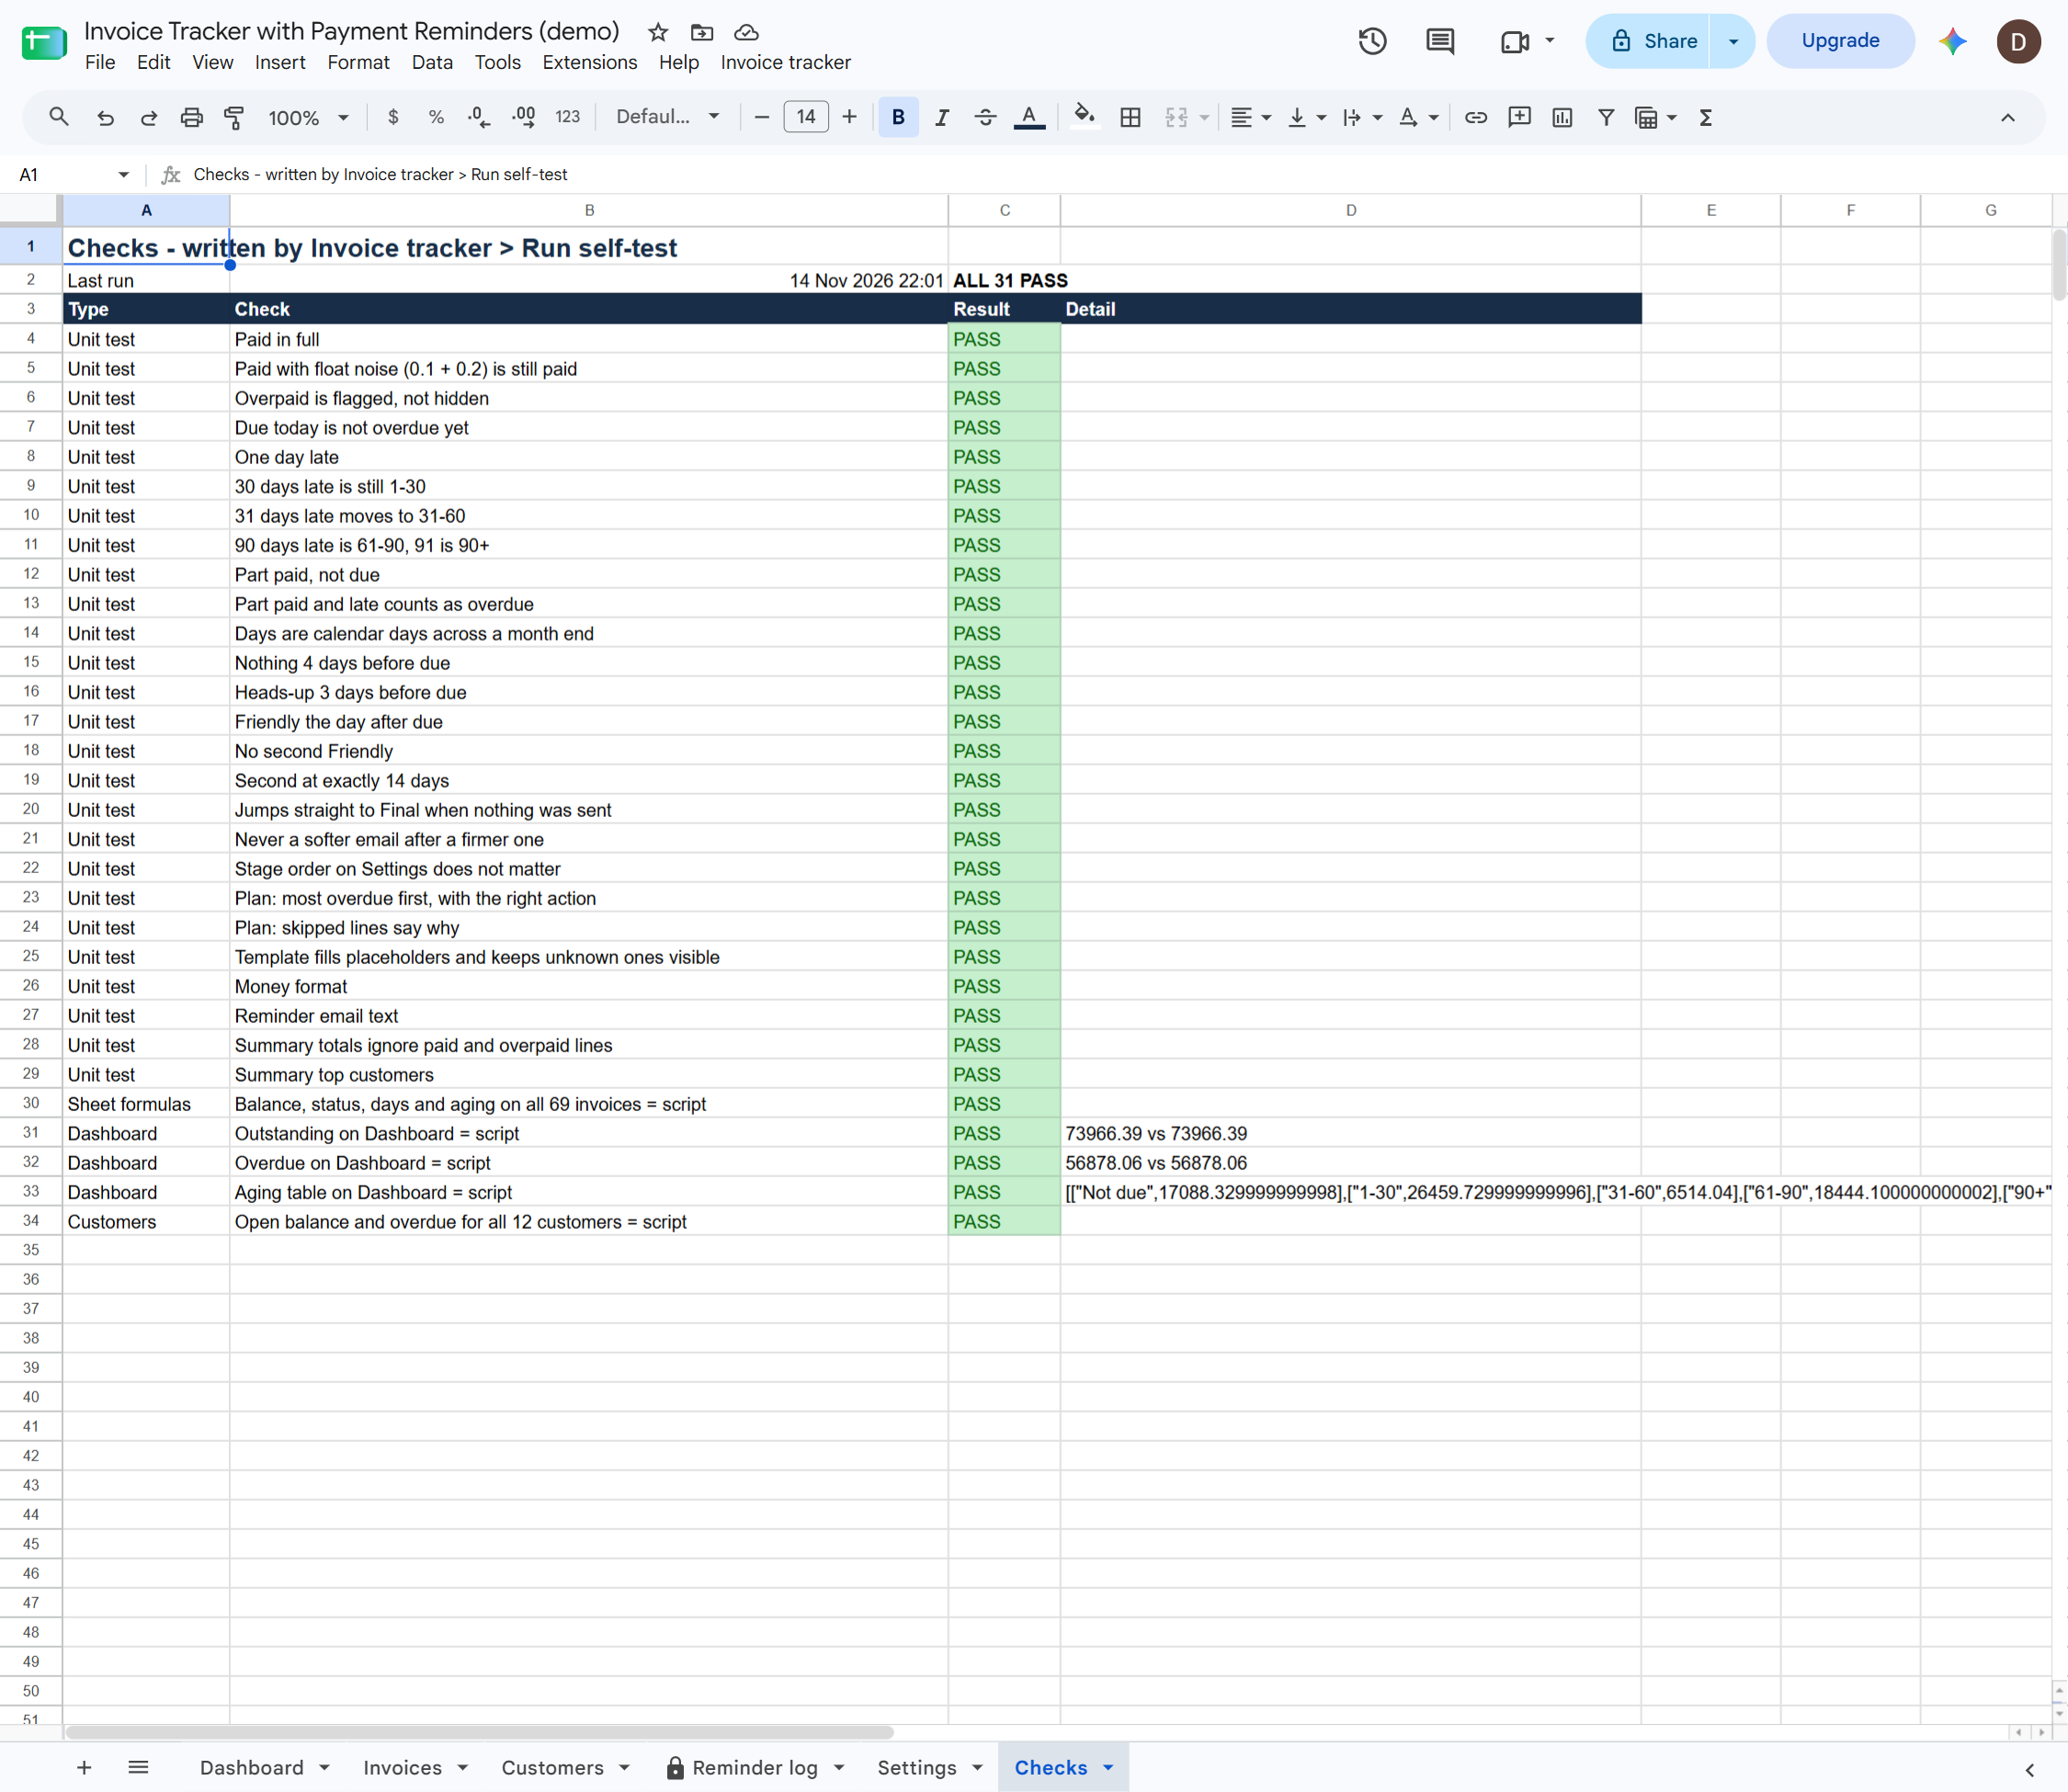 Invoice Tracker with Payment Reminders (demo)
File Edit View Insert Format Data Tools Extensions Help Invoice tracker
Share
Upgrade
D
100% $ % .0 .00 123 Defaul... 14 B I A
A1 fx Checks - written by Invoice tracker > Run self-test
A B C D E F G
1 Checks - written by Invoice tracker > Run self-test
2 Last run 14 Nov 2026 22:01 ALL 31 PASS
3 Type Check Result Detail
4 Unit test Paid in full PASS
5 Unit test Paid with float noise (0.1 + 0.2) is still paid PASS
6 Unit test Overpaid is flagged, not hidden PASS
7 Unit test Due today is not overdue yet PASS
8 Unit test One day late PASS
9 Unit test 30 days late is still 1-30 PASS
10 Unit test 31 days late moves to 31-60 PASS
11 Unit test 90 days late is 61-90, 91 is 90+ PASS
12 Unit test Part paid, not due PASS
13 Unit test Part paid and late counts as overdue PASS
14 Unit test Days are calendar days across a month end PASS
15 Unit test Nothing 4 days before due PASS
16 Unit test Heads-up 3 days before due PASS
17 Unit test Friendly the day after due PASS
18 Unit test No second Friendly PASS
19 Unit test Second at exactly 14 days PASS
20 Unit test Jumps straight to Final when nothing was sent PASS
21 Unit test Never a softer email after a firmer one PASS
22 Unit test Stage order on Settings does not matter PASS
23 Unit test Plan: most overdue first, with the right action PASS
24 Unit test Plan: skipped lines say why PASS
25 Unit test Template fills placeholders and keeps unknown ones visible PASS
26 Unit test Money format PASS
27 Unit test Reminder email text PASS
28 Unit test Summary totals ignore paid and overpaid lines PASS
29 Unit test Summary top customers PASS
30 Sheet formulas Balance, status, days and aging on all 69 invoices = script PASS
31 Dashboard Outstanding on Dashboard = script PASS 73966.39 vs 73966.39
32 Dashboard Overdue on Dashboard = script PASS 56878.06 vs 56878.06
33 Dashboard Aging table on Dashboard = script PASS [["Not due",17088.329999999998],["1-30",26459.729999999996],["31-60",6514.04],["61-90",18444.100000000002],["90+"
34 Customers Open balance and overdue for all 12 customers = script PASS
35
36
37
38
39
40
41
42
43
44
45
46
47
48
49
50
51
Dashboard Invoices Customers Reminder log Settings Checks